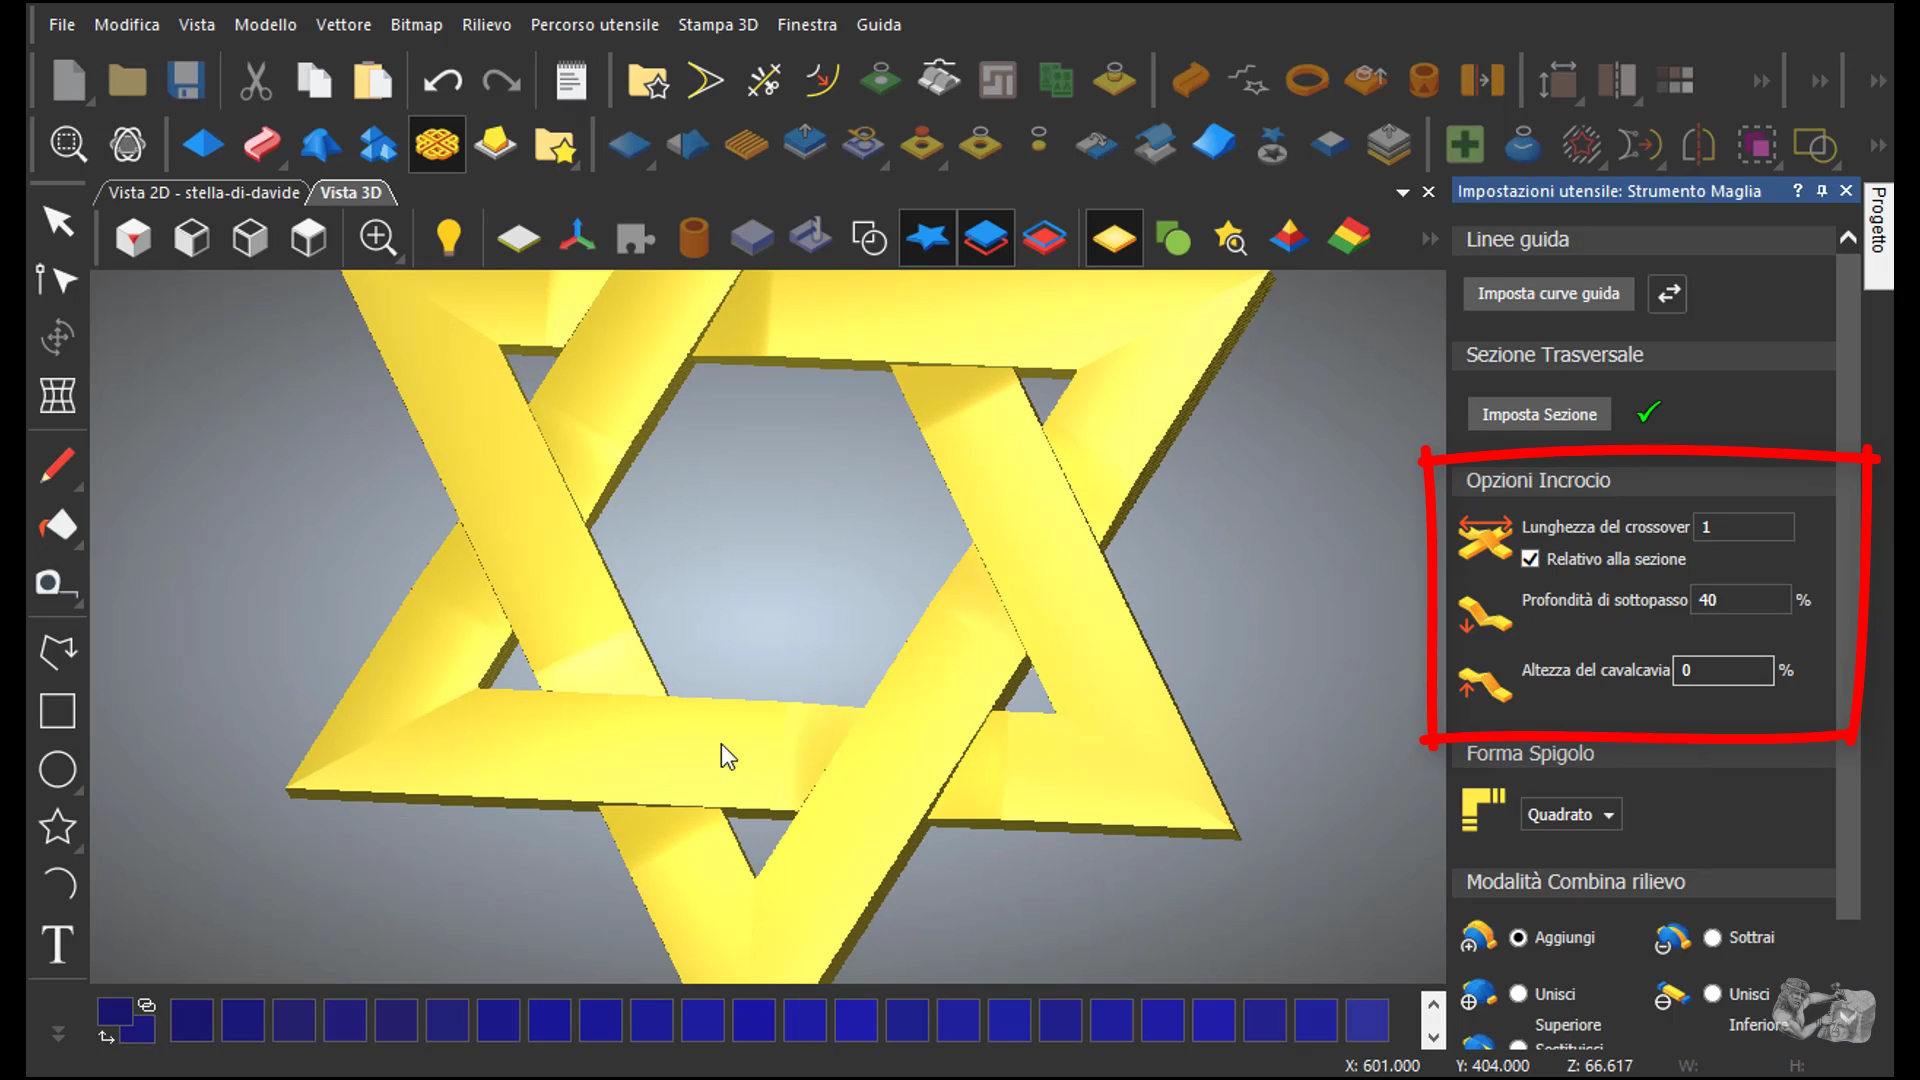 File Modifica Vista Modello Vettore Bitmap Rilievo Percorso utensile Stampa 3D Finestra Guida
Vista 2D - stella-di-davide Vista 3D
Impostazioni utensile: Strumento Maglia ?
Progetto
Linee guida
Imposta curve guida
Sezione Trasversale
Imposta Sezione
Opzioni Incrocio
Lunghezza del crossover 1
Relativo alla sezione
Profondità di sottopasso 40 %
Altezza del cavalcavia 0 %
Forma Spigolo
Quadrato
Modalità Combina rilievo
Aggiungi Sottrai
Unisci Superiore
Unisci Inferiore
Sostituisci
T
X: 601.000 Y: 404.000 Z: 66.617 W: H: